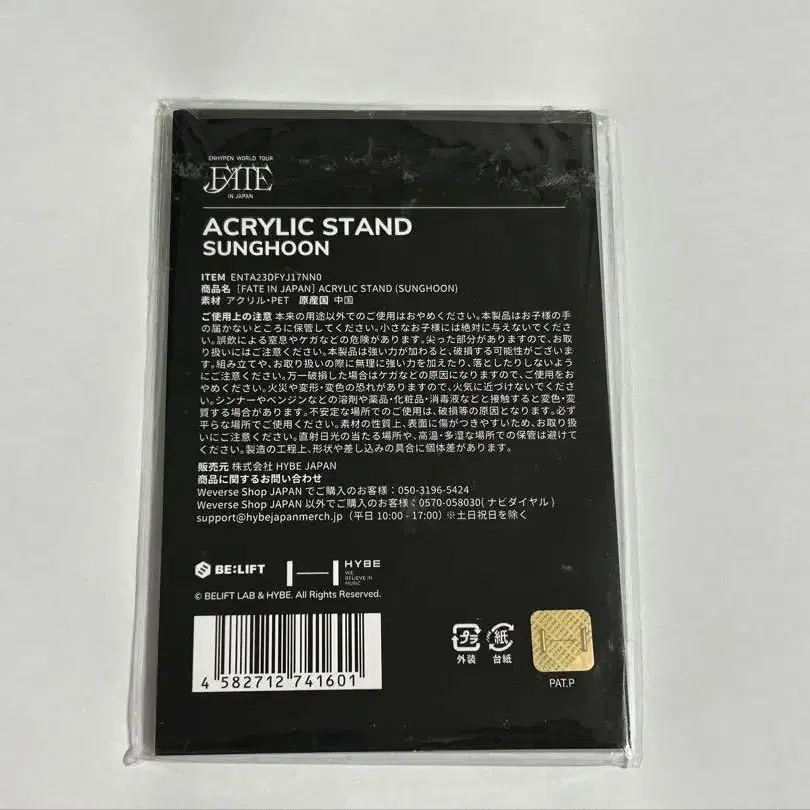 ENHYPEN WORLD TOUR
FATE
IN JAPAN
ACRYLIC STAND
SUNGHOON
ITEM ENTA23DFYJ17NN0
商品名 [FATE IN JAPAN] ACRYLIC STAND (SUNGHOON)
素材 アクリル・PET 原産国 中国
ご使用上の注意 本来の用途以外でのご使用はおやめください。本製品はお子様の手
の届かないところに保管してください。小さなお子様には絶対に与えないでくださ
い。誤飲による窒息やケガなどの危険があります。尖った部分がありますので、お取
り扱いにはご注意ください。本製品は強い力が加わると、破損する可能性がございま
す。組み立てや、お取り扱いの際に無理に強い力を加えたり、落としたりしないよう
にご注意ください。万一破損した場合はケガなどの原因になりますので、ご使用をお
やめください。火災や変形・変色の恐れがありますので、火気に近づけないでくださ
い。シンナーやベンジンなどの溶剤や薬品・化粧品・消毒液などと接触すると変色・変
質する場合があります。不安定な場所でのご使用は、破損等の原因となります。必ず
平らな場所でご使用ください。素材の性質上、表面に傷がつきやすいため、お取り扱
いにご注意ください。直射日光の当たる場所や、高温・多湿な場所での保管は避けて
ください。製造の工程上、形状や差し込みの具合に個体差があります。
販売元 株式会社 HYBE JAPAN
商品に関するお問い合わせ
Weverse Shop JAPAN でご購入のお客様：050-3196-5424
Weverse Shop JAPAN 以外でご購入のお客様：0570-058030( ナビダイヤル )
support@hybejapanmerch.jp（平日 10:00 - 17:00）※土日祝日を除く
BE:LIFT HYBE
WE
BELIEVE IN
MUSIC
© BELIFT LAB & HYBE. All Rights Reserved.
プラ 紙
外装 台紙
PAT.P
4 582712 741601